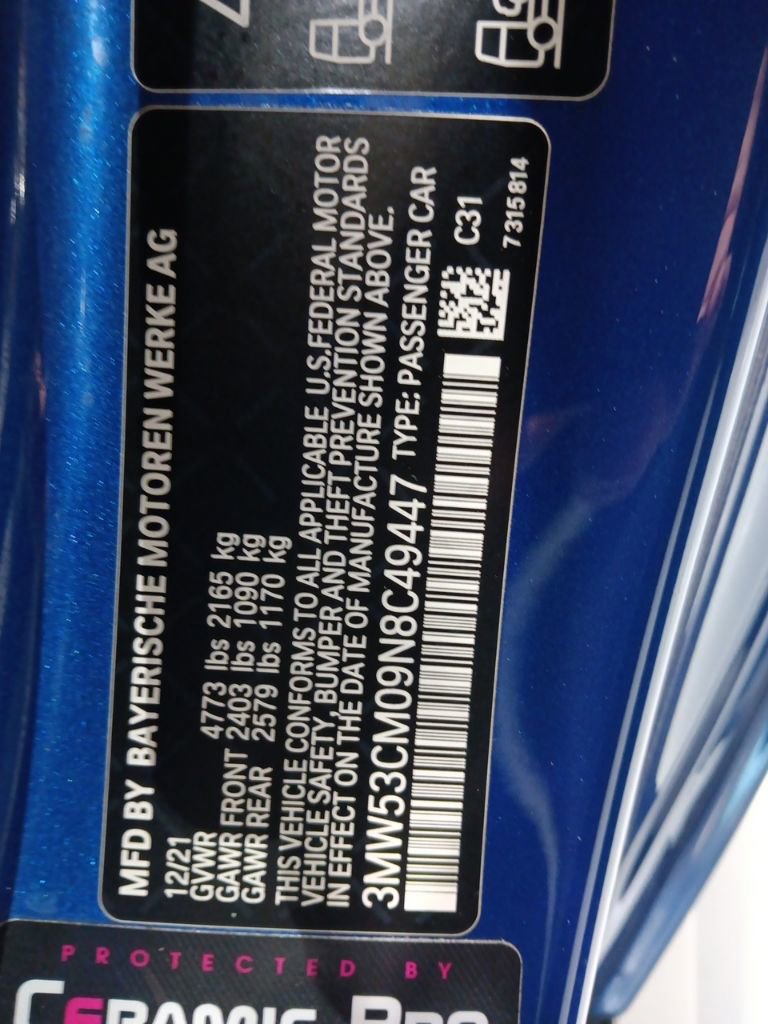 MFD BY BAYERISCHE MOTOREN WERKE AG
12/21
GVWR 4773 lbs 2165 kg
GAWR FRONT 2403 lbs 1090 kg
GAWR REAR 2579 lbs 1170 kg
THIS VEHICLE CONFORMS TO ALL APPLICABLE U.S.FEDERAL MOTOR
VEHICLE SAFETY, BUMPER AND THEFT PREVENTION STANDARDS
IN EFFECT ON THE DATE OF MANUFACTURE SHOWN ABOVE.
3MW53CM09N8C49447 TYPE: PASSENGER CAR
C31
7315814
PROTECTED BY
CERAMIC PRO